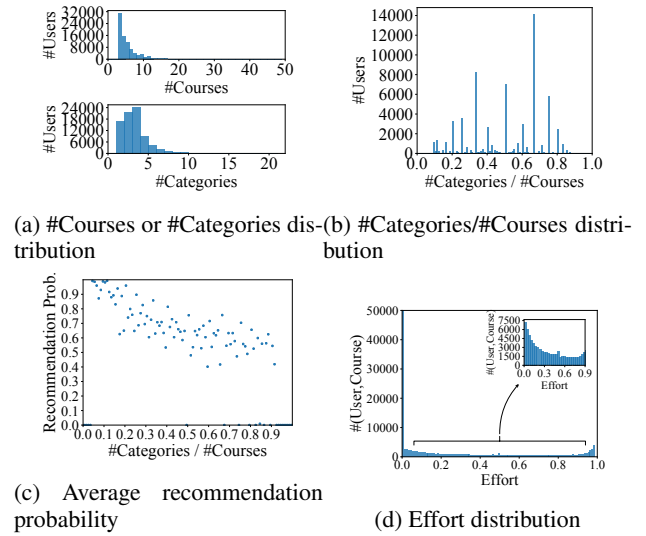 32000
24000
16000
8000
0
#Users
0 10 20 30 40 50
#Courses
24000
18000
12000
6000
0
#Users
0 5 10 15 20
#Categories
14000
12000
10000
8000
6000
4000
2000
0
#Users
0.0 0.2 0.4 0.6 0.8 1.0
#Categories / #Courses
(a) #Courses or #Categories dis-
tribution
(b) #Categories/#Courses distri-
bution
0.9
0.8
0.7
0.6
0.5
0.4
0.3
0.2
0.1
0.0
Recommendation Prob.
0.0 0.1 0.2 0.3 0.4 0.5 0.6 0.7 0.8 0.9
#Categories / #Courses
50000
40000
30000
20000
10000
0
#(User,Course)
0.0 0.2 0.4 0.6 0.8 1.0
Effort
7500
6000
4500
3000
1500
0
#(User,Course)
0.0 0.3 0.6 0.9
Effort
(c) Average recommendation
probability
(d) Effort distribution